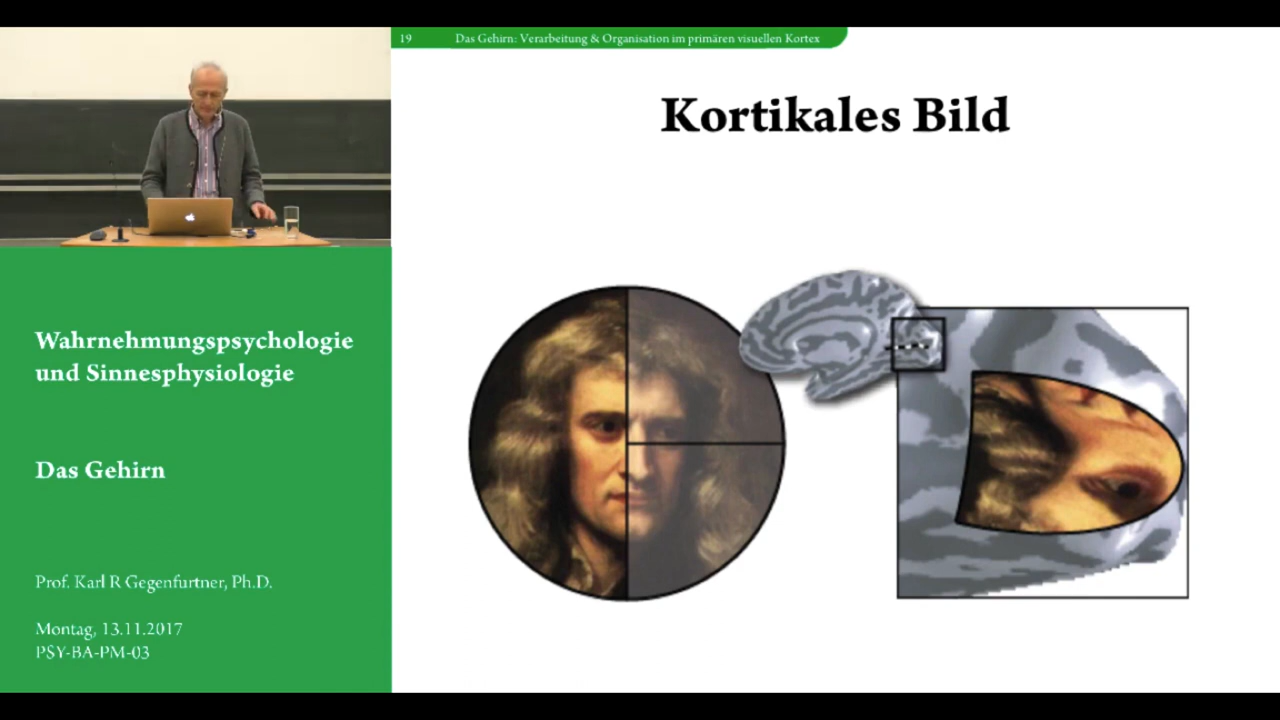 19 Das Gehirn: Verarbeitung & Organisation im primären visuellen Kortex
Kortikales Bild
Wahrnehmungspsychologie
und Sinnesphysiologie
Das Gehirn
Prof. Karl R Gegenfurtner, Ph.D.
Montag, 13.11.2017
PSY-BA-PM-03